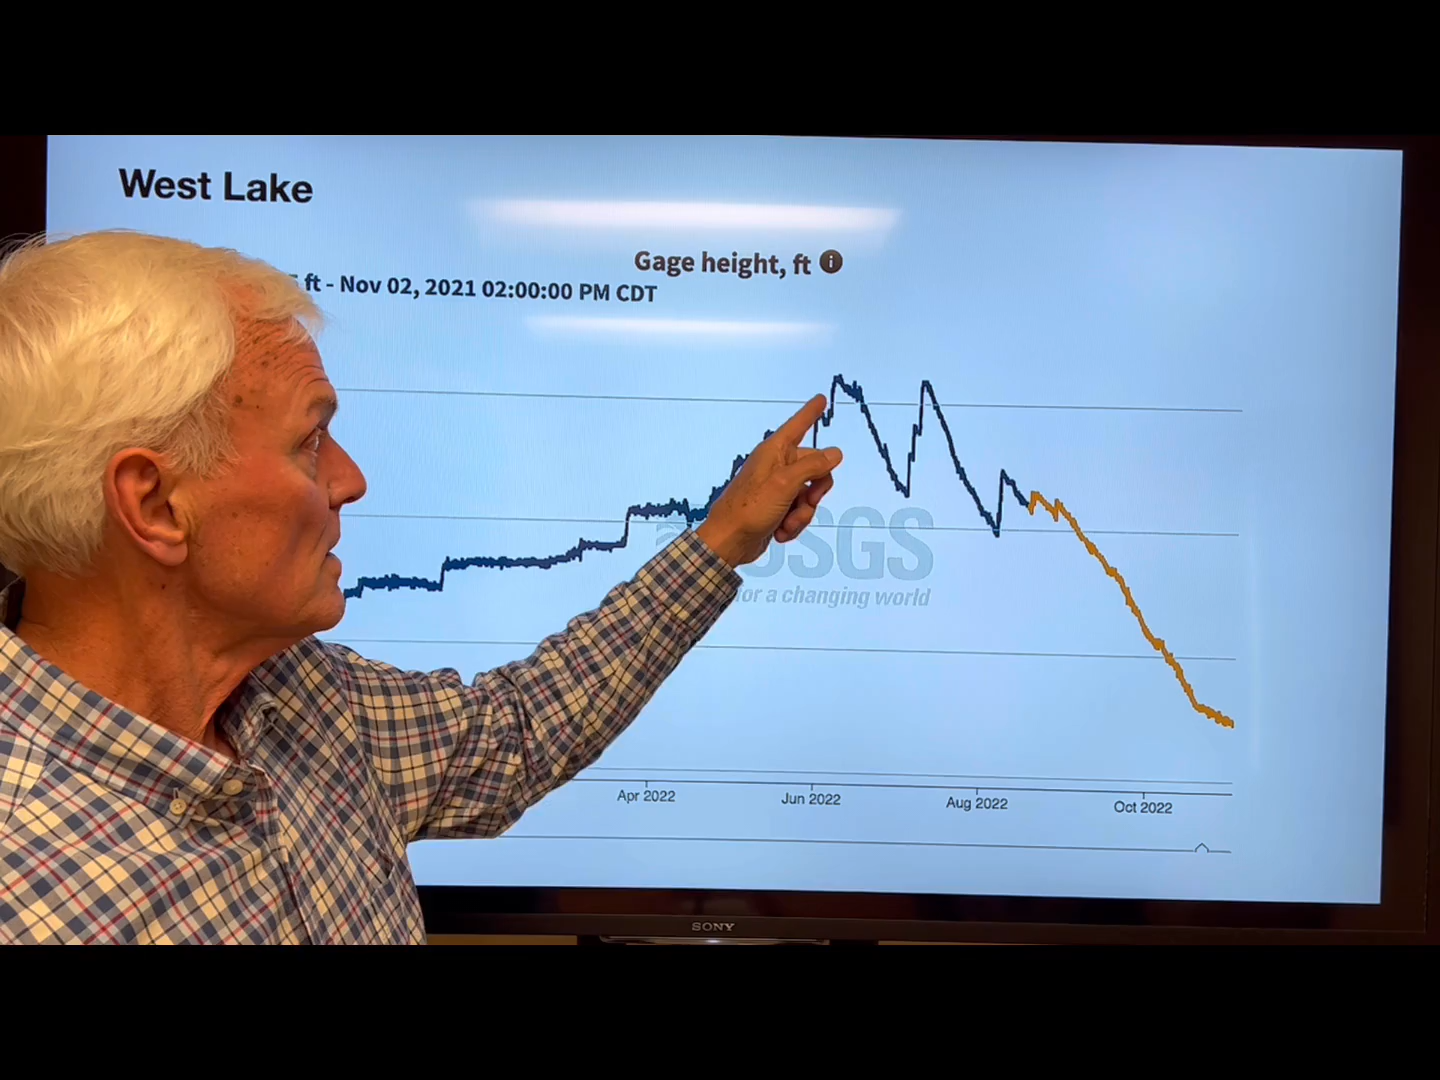 West Lake
Gage height, ft
ft - Nov 02, 2021 02:00:00 PM CDT
USGS
for a changing world
Apr 2022
Jun 2022
Aug 2022
Oct 2022
SONY